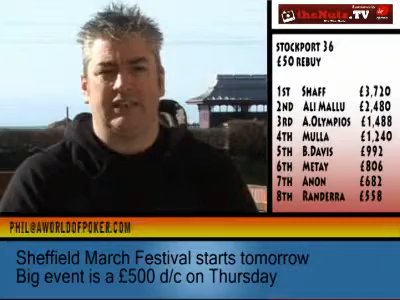 theNuts.TV
STOCKPORT 36
£50 REBUY
1ST SHAFF £3,720
2ND ALI MALLU £2,480
3RD A.OLYMPIOS £1,488
4TH MULLA £1,240
5TH B.DAVIS £992
6TH METAY £806
7TH ANON £682
8TH RANDERRA £558
PHIL@AWORLDOFPOKER.COM
Sheffield March Festival starts tomorrow
Big event is a £500 d/c on Thursday